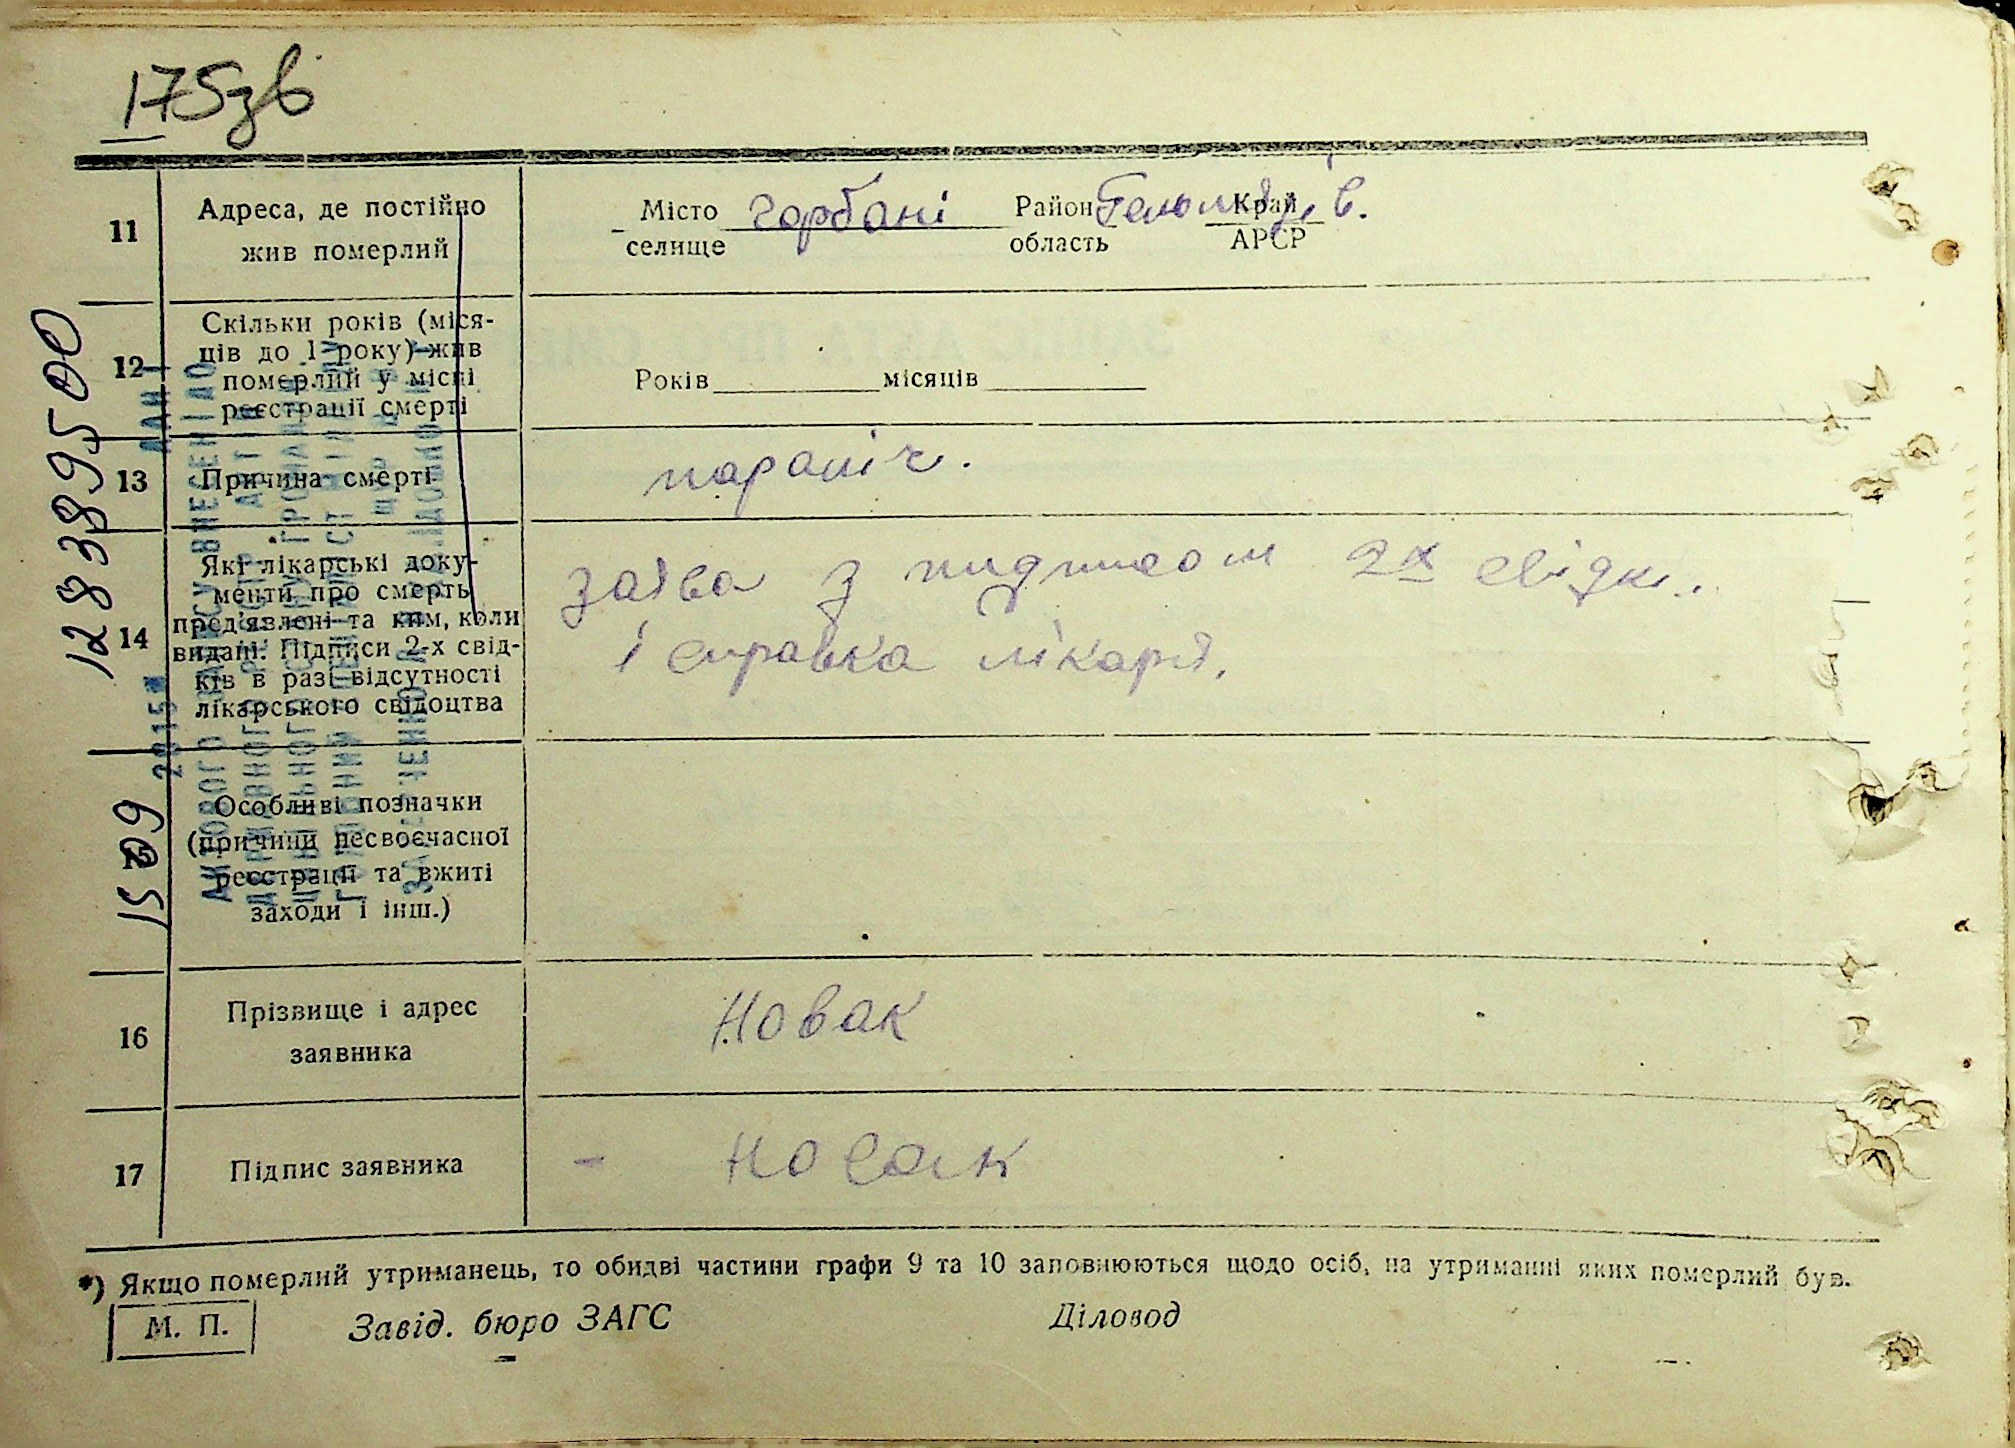 175зв
11
Адреса, де постійно
жив померлий
Місто Горбані Район Край
селище область АРСР
12
Скільки років (міся-
ців до 1 року) жив
померлий у місці
реєстрації смерті
Років місяців
13
Причина смерті
параліч.
14
Які лікарські доку-
менти про смерть
пред'явлені та ким, коли
видані. Підписи 2-х свід-
ків в разі відсутності
лікарського свідоцтва
заява з підписом 2х свідк.
і справка лікаря.
Особливі позначки
(причини несвоєчасної
реєстрації та вжиті
заходи і інш.)
16
Прізвище і адрес
заявника
Новак
17
Підпис заявника
- Новак
*) Якщо померлий утриманець, то обидві частини графи 9 та 10 заповнюються щодо осіб, на утриманні яких померлий був.
М. П. Завід. бюро ЗАГС Діловод
1283839500
15 09 2015